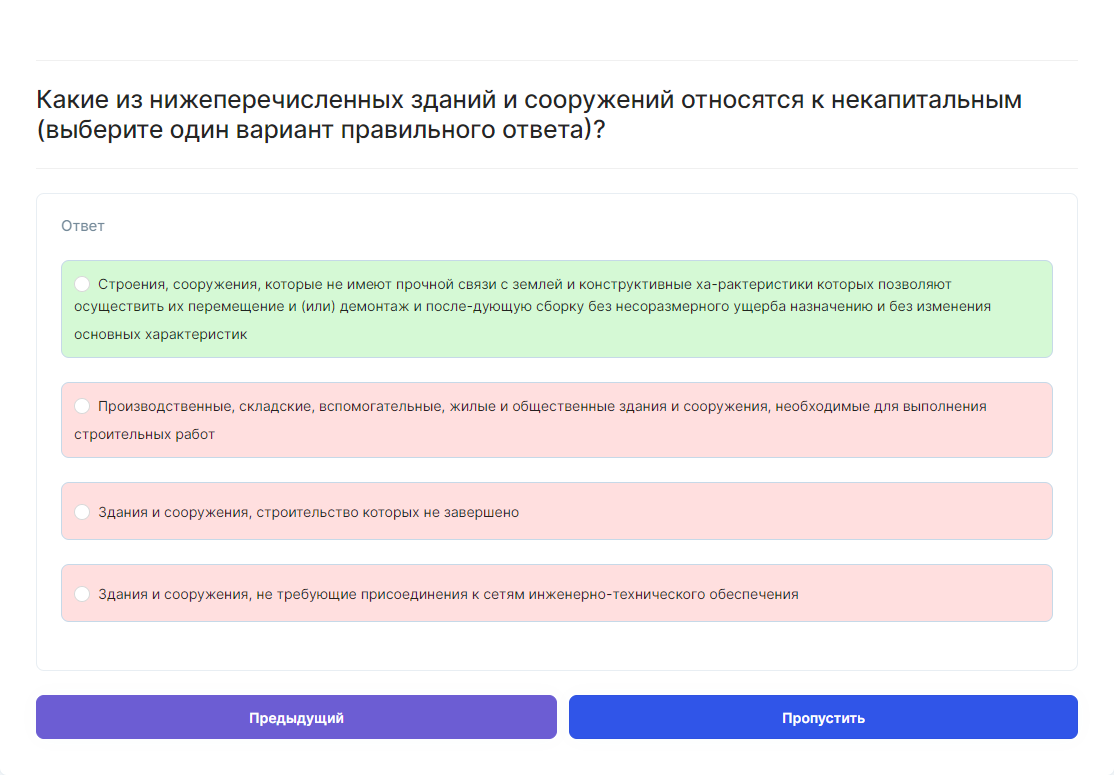 Какие из нижеперечисленных зданий и сооружений относятся к некапитальным
(выберите один вариант правильного ответа)?
Ответ
Строения, сооружения, которые не имеют прочной связи с землей и конструктивные ха-рактеристики которых позволяют
осуществить их перемещение и (или) демонтаж и после-дующую сборку без несоразмерного ущерба назначению и без изменения
основных характеристик
Производственные, складские, вспомогательные, жилые и общественные здания и сооружения, необходимые для выполнения
строительных работ
Здания и сооружения, строительство которых не завершено
Здания и сооружения, не требующие присоединения к сетям инженерно-технического обеспечения
Предыдущий
Пропустить